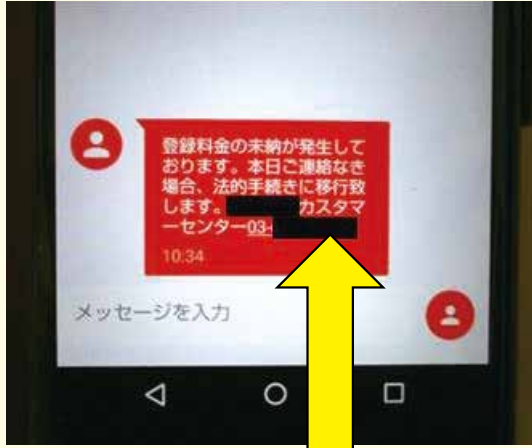 登録料金の未納が発生して
おります。本日ご連絡なき
場合、法的手続きに移行致
します。 カスタマ
ーセンター03-
10:34
メッセージを入力